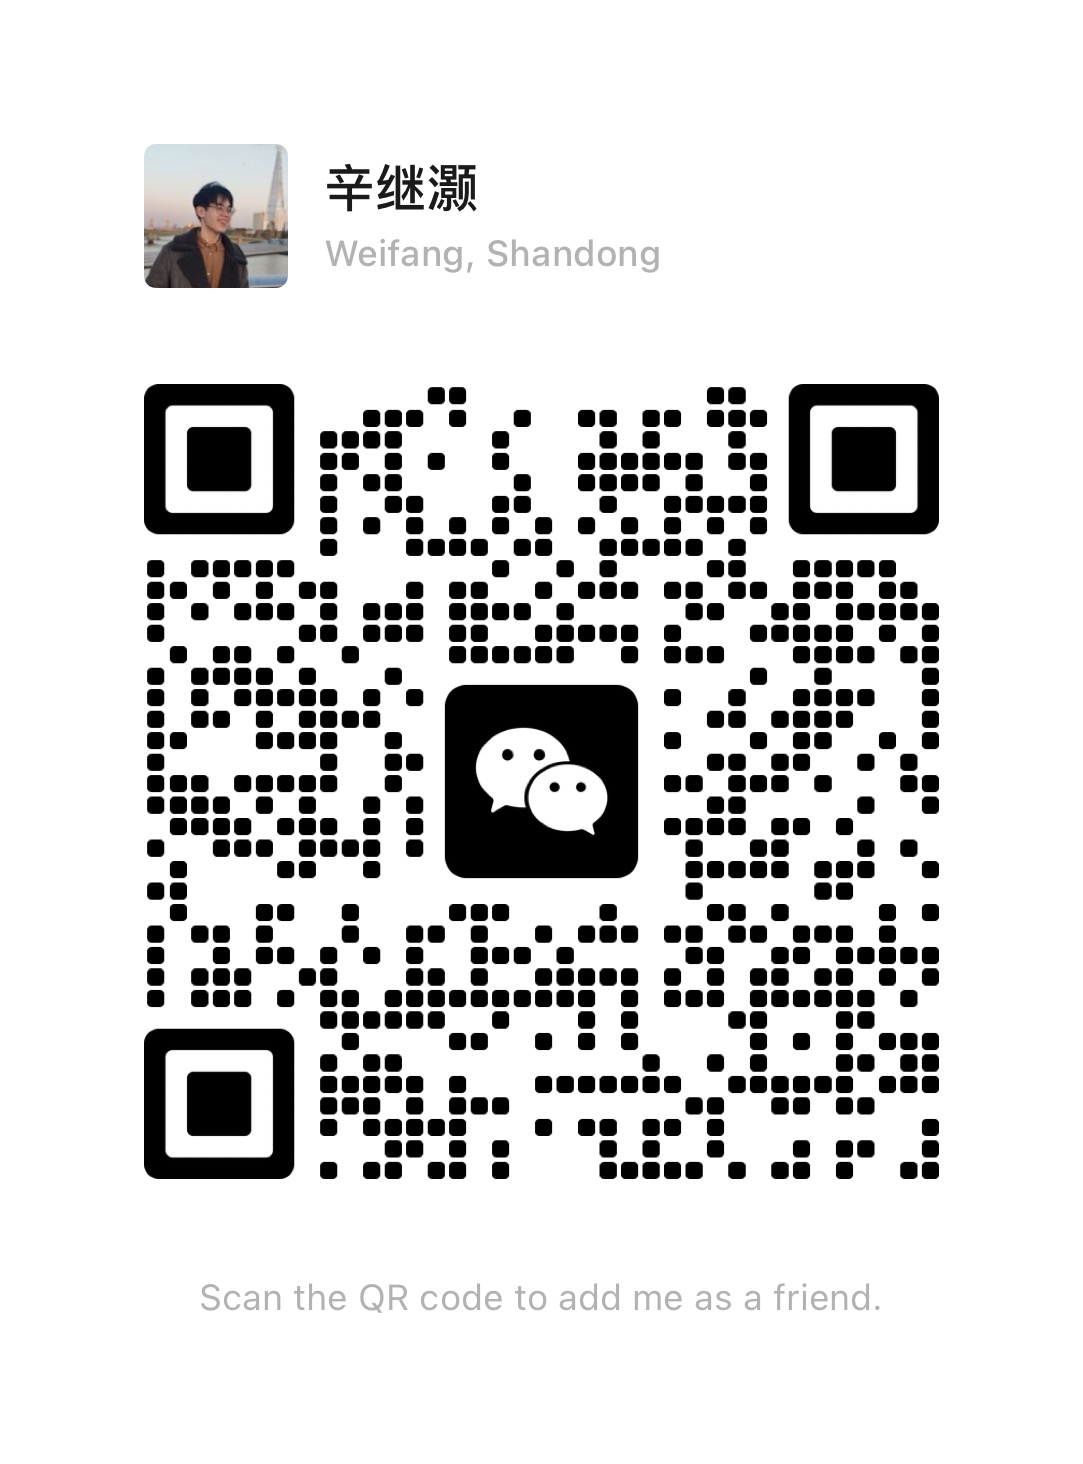 辛继灏
Weifang, Shandong
Scan the QR code to add me as a friend.